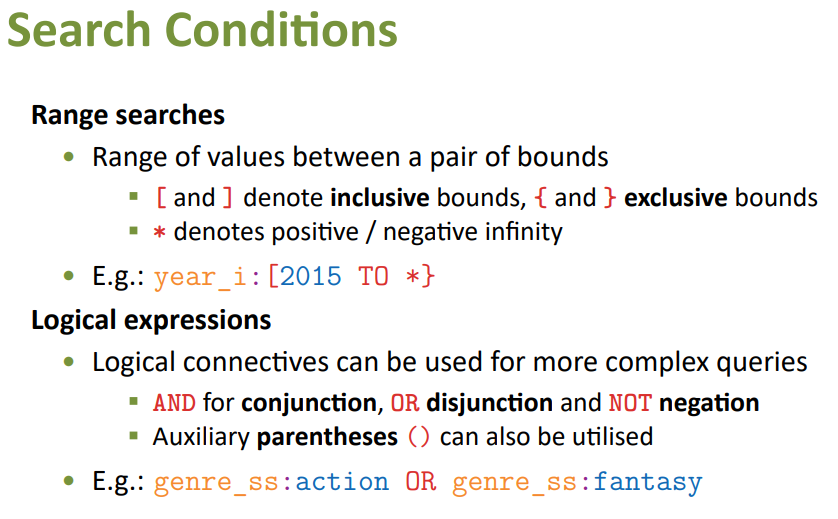 Search Conditions
Range searches
• Range of values between a pair of bounds
▪ [ and ] denote inclusive bounds, { and } exclusive bounds
▪ * denotes positive / negative infinity
• E.g.: year_i:[2015 TO *}
Logical expressions
• Logical connectives can be used for more complex queries
▪ AND for conjunction, OR disjunction and NOT negation
▪ Auxiliary parentheses () can also be utilised
• E.g.: genre_ss:action OR genre_ss:fantasy